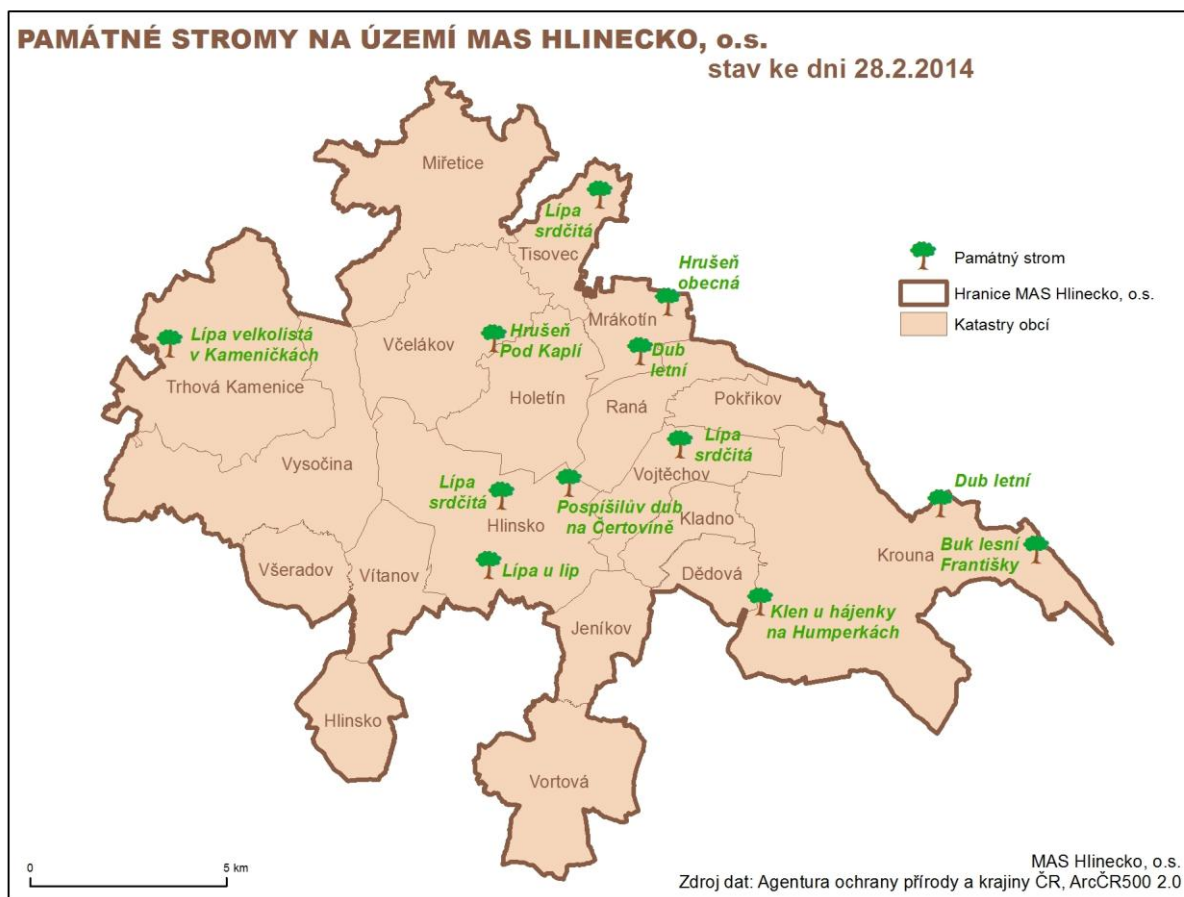 PAMÁTNÉ STROMY NA ÚZEMÍ MAS HLINECKO, o.s.
stav ke dni 28.2.2014
Miřetice
Lípa
srdčitá
Tisovec
Hrušeň
obecná
Mrákotín
Památný strom
Hranice MAS Hlinecko, o.s.
Katastry obcí
Lípa velkolistá
v Kameničkách
Trhová Kamenice
Včelákov
Hrušeň
Pod Kaplí
Holetín
Dub
letní
Raná
Pokřikov
Vysočina
Lípa
srdčitá
Vojtěchov
Lípa
srdčitá
Hlinsko
Pospíšilův dub
na Čertovině
Kladno
Dub letní
Krouna
Buk lesní
Františky
Všeradov
Vítanov
Lípa u lip
Dědová
Klen u hájenky
na Humperkách
Jeníkov
Hlinsko
Vortová
0 5 km
MAS Hlinecko, o.s.
Zdroj dat: Agentura ochrany přírody a krajiny ČR, ArcČR500 2.0